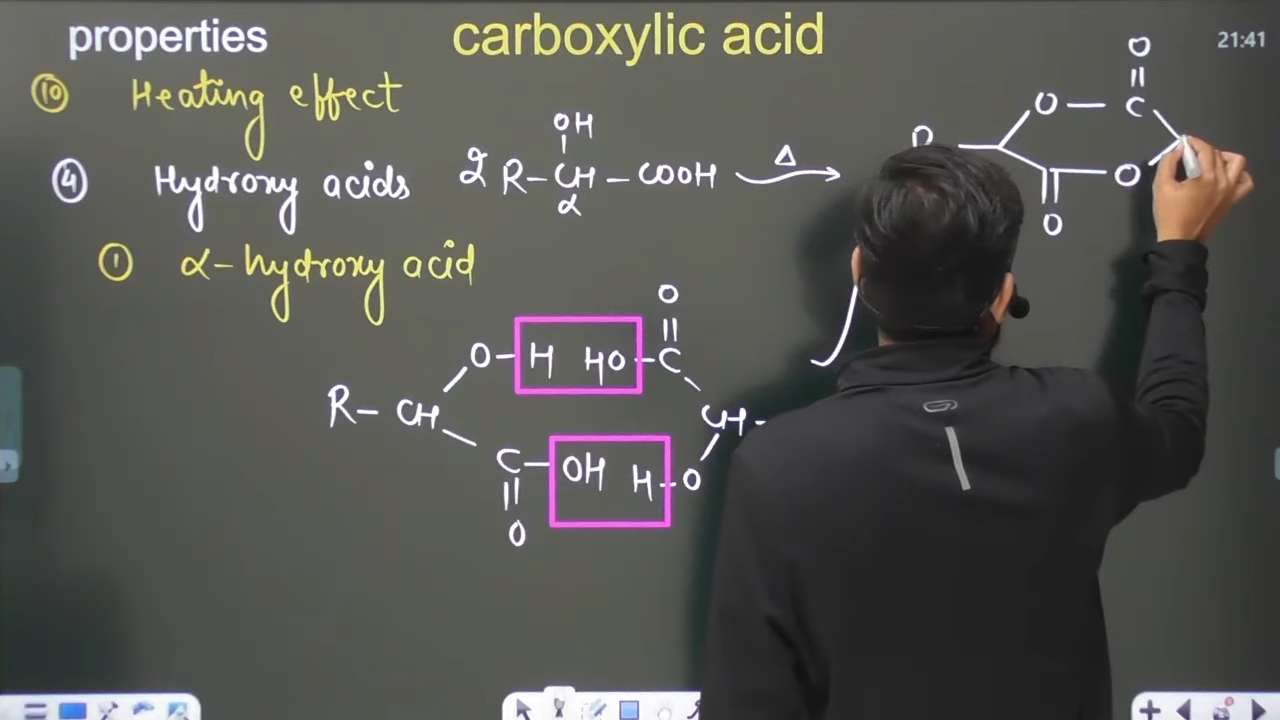 properties carboxylic acid 21:41
⑩ Heating effect
④ Hydroxy acids 2 R-CH-COOH Δ
OH
α
① α-hydroxy acid
R
O — C
O
O
O
O
O-H HO-C
R-CH CH-
C-OH H-O
O